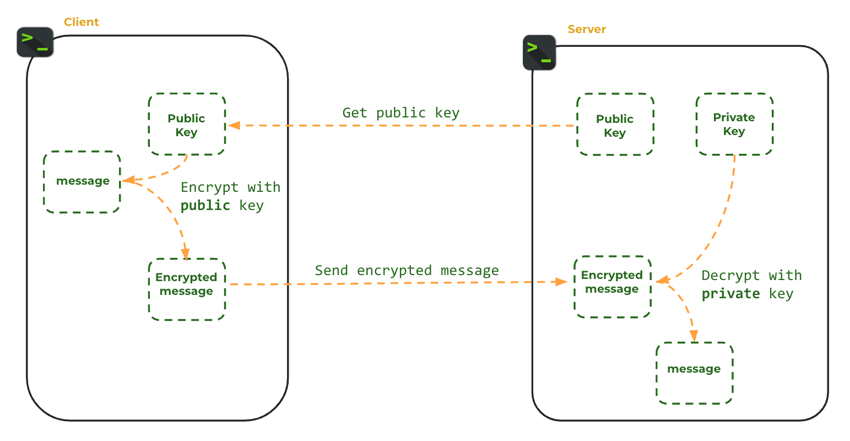 Client
Server
>_
>_
Public
Key
Get public key
Public
Key
Private
Key
message
Encrypt with
public key
Encrypted
message
Send encrypted message
Encrypted
message
Decrypt with
private key
message